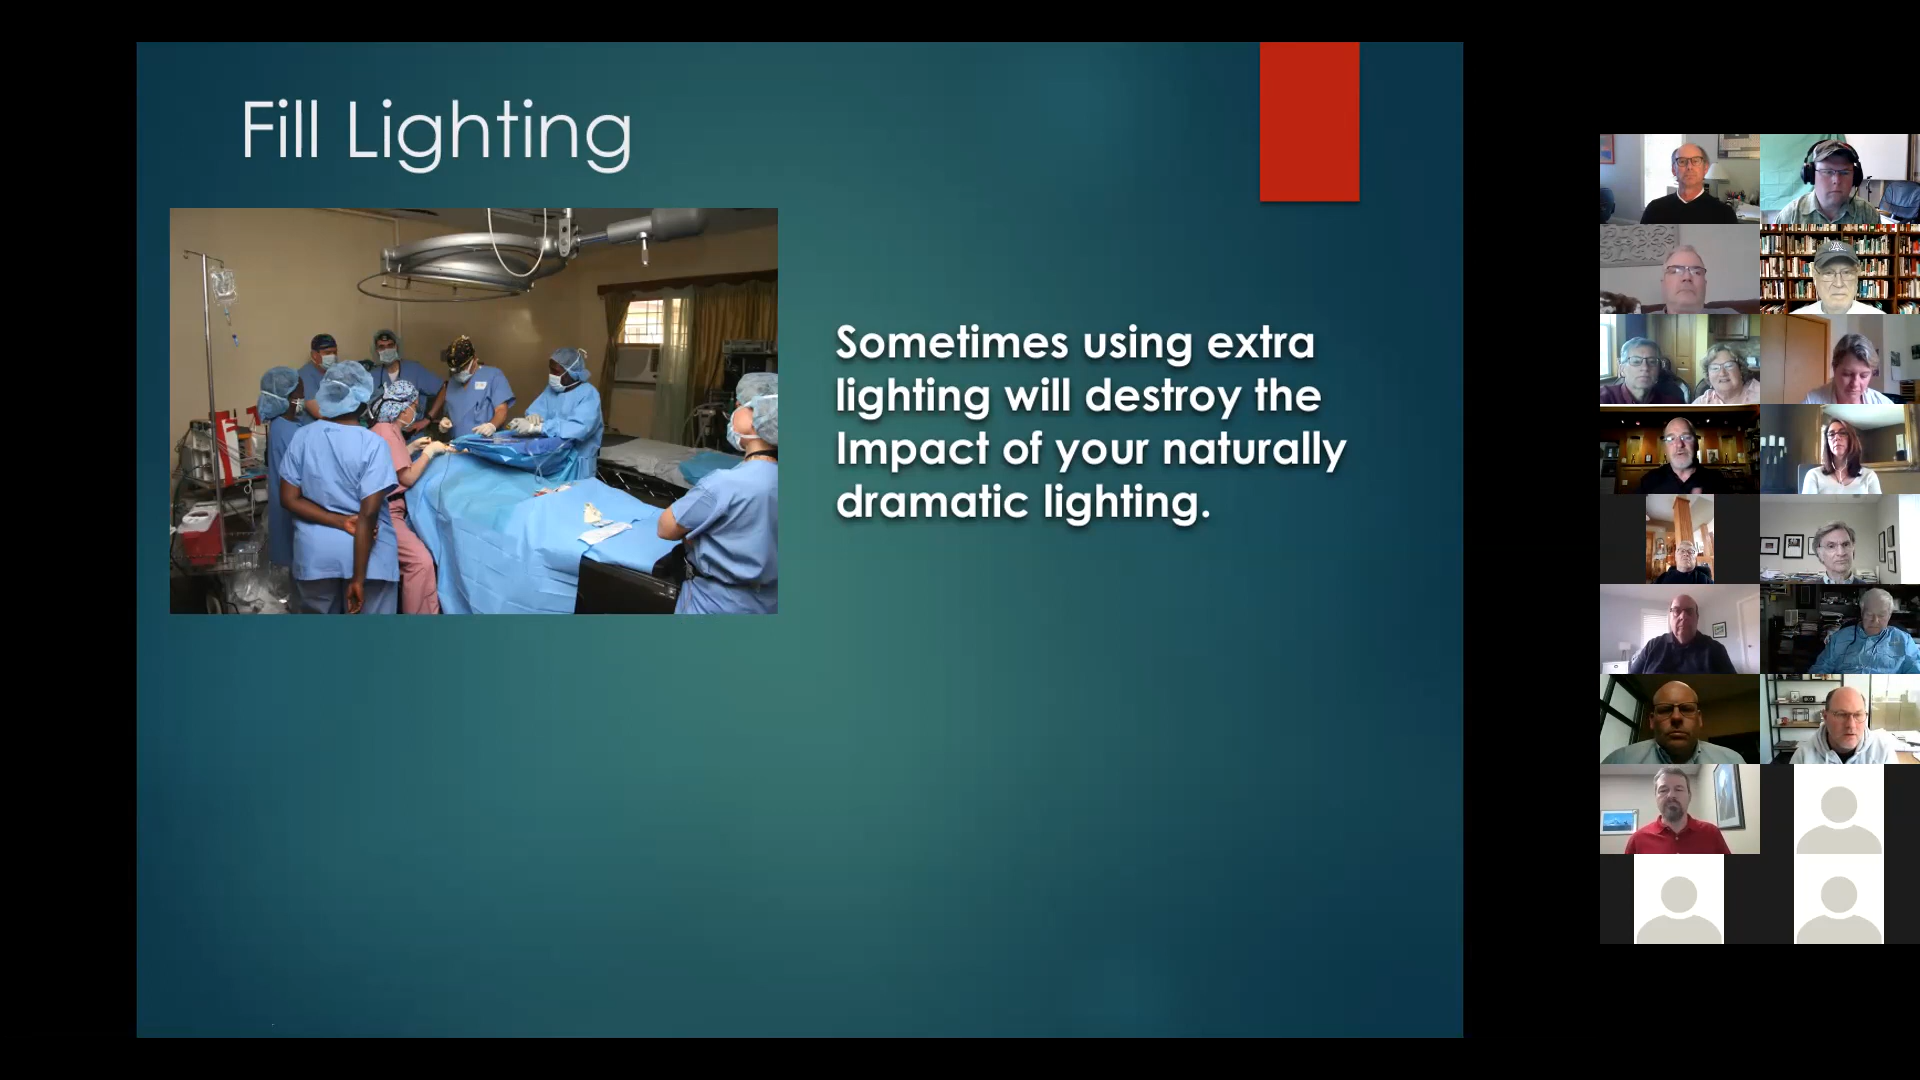 Fill Lighting
Sometimes using extra
lighting will destroy the
Impact of your naturally
dramatic lighting.